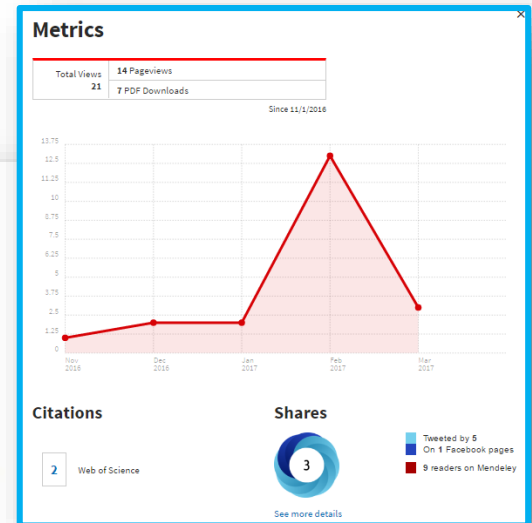 ×
Metrics
Total Views
21
14 Pageviews
7 PDF Downloads
Since 11/1/2016
13.75
12.5
11.25
10
8.75
7.5
6.25
5
3.75
2.5
1.25
0
Nov 2016
Dec 2016
Jan 2017
Feb 2017
Mar 2017
Citations
2 Web of Science
Shares
3
See more details
Tweeted by 5
On 1 Facebook pages
9 readers on Mendeley